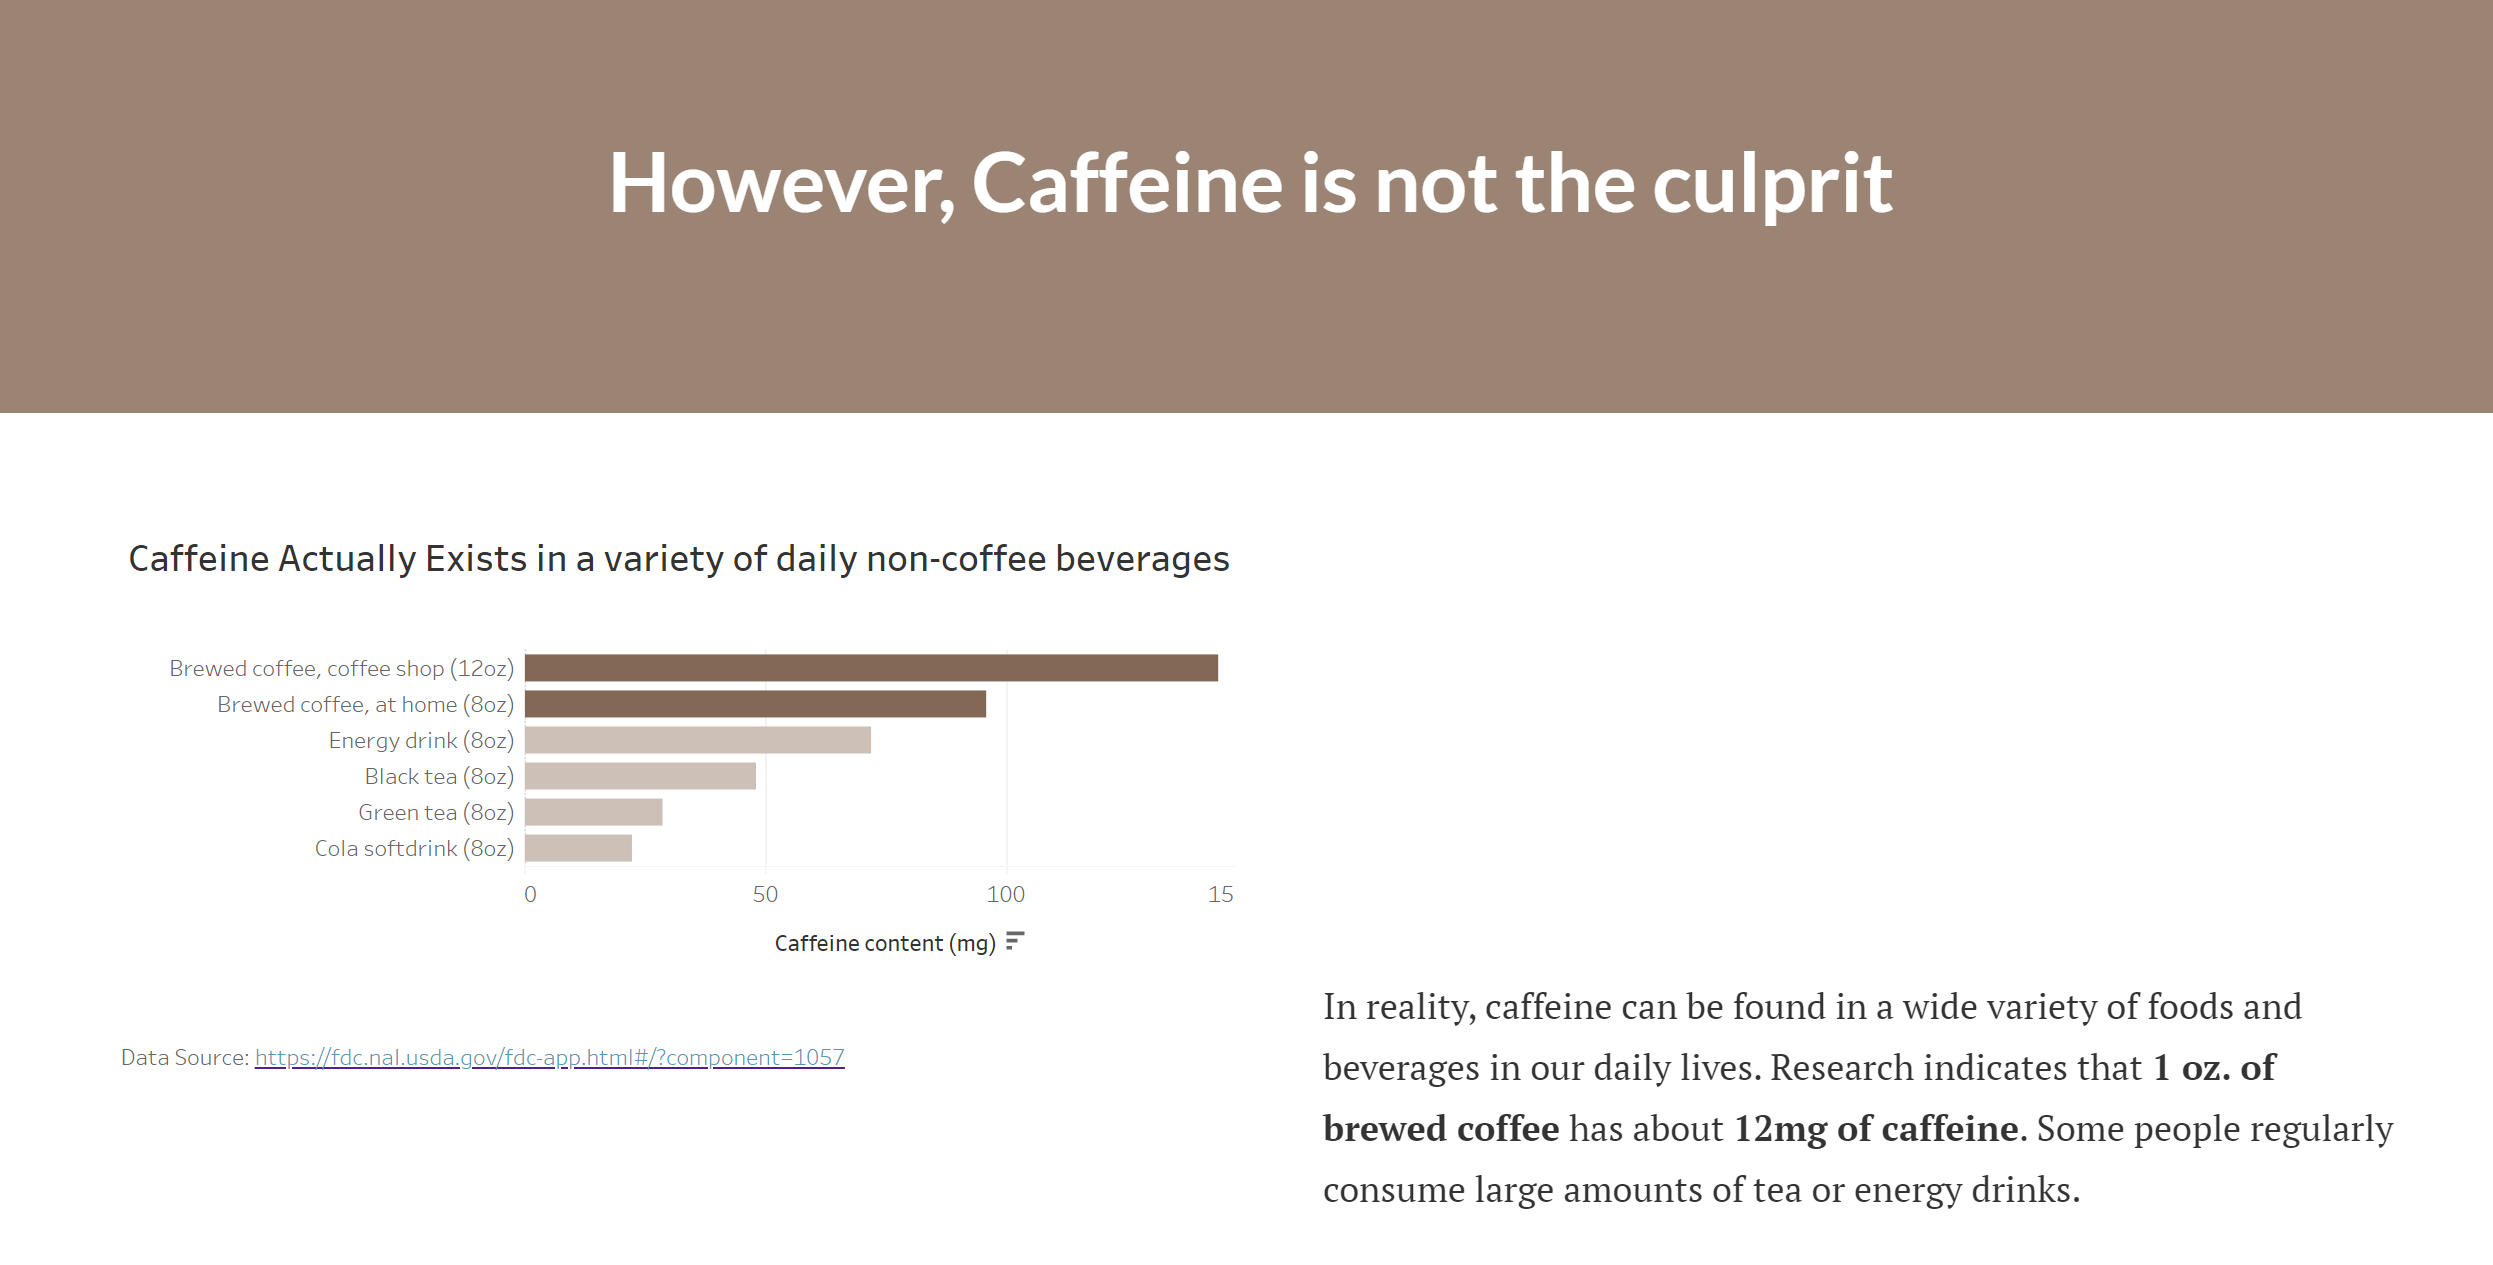 However, Caffeine is not the culprit
Caffeine Actually Exists in a variety of daily non-coffee beverages
Brewed coffee, coffee shop (12oz)
Brewed coffee, at home (8oz)
Energy drink (8oz)
Black tea (8oz)
Green tea (8oz)
Cola softdrink (8oz)
0 50 100 15
Caffeine content (mg)
Data Source: https://fdc.nal.usda.gov/fdc-app.html#/?component=1057
In reality, caffeine can be found in a wide variety of foods and
beverages in our daily lives. Research indicates that 1 oz. of
brewed coffee has about 12mg of caffeine. Some people regularly
consume large amounts of tea or energy drinks.